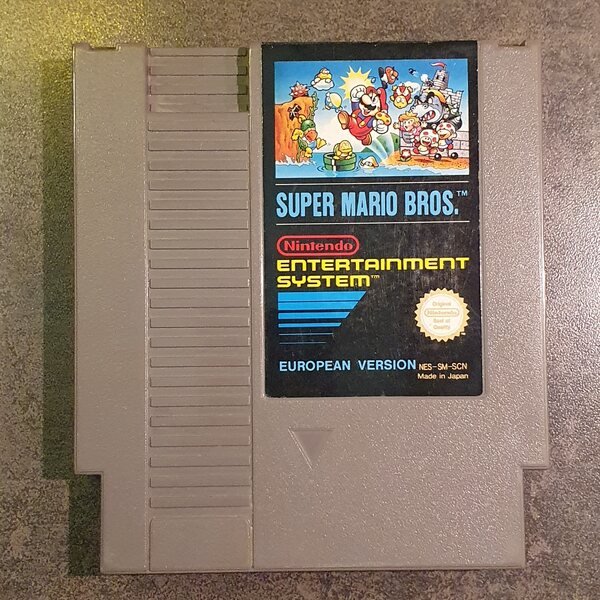 SUPER MARIO BROS.™
Nintendo®
ENTERTAINMENT
SYSTEM™
Original
Nintendo
Seal of
Quality
EUROPEAN VERSION NES-SM-SCN
Made in Japan